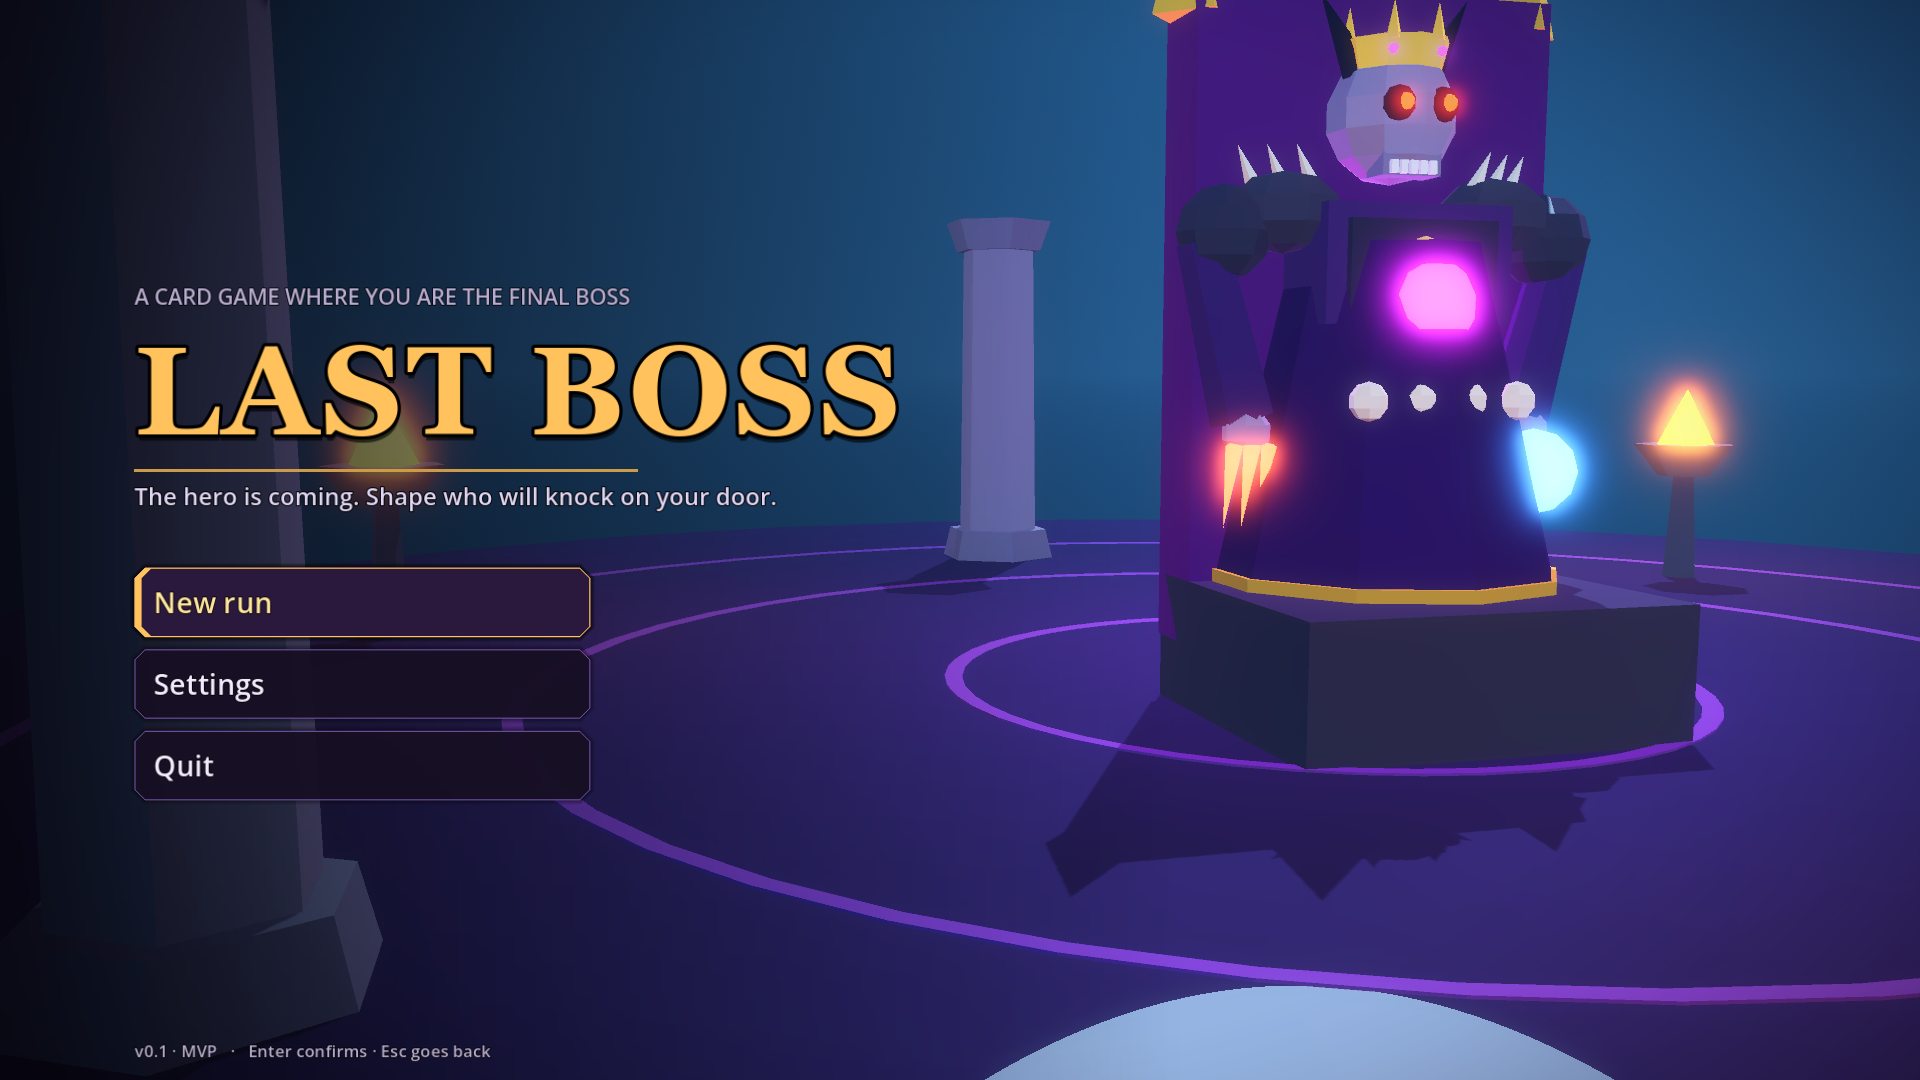 A CARD GAME WHERE YOU ARE THE FINAL BOSS
LAST BOSS
The hero is coming. Shape who will knock on your door.
New run
Settings
Quit
v0.1 · MVP · Enter confirms · Esc goes back